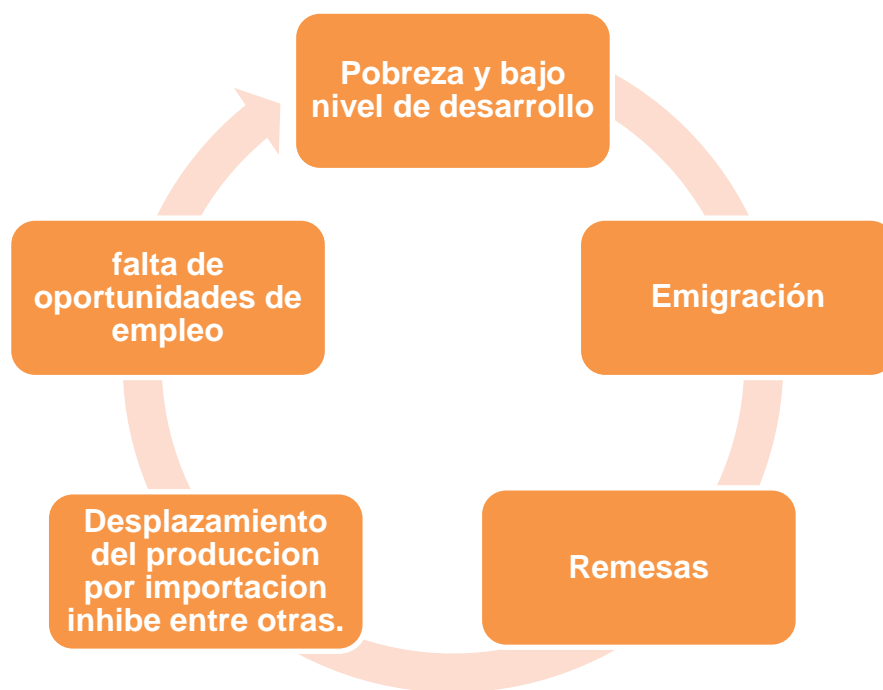 Pobreza y bajo
nivel de desarrollo
Emigración
Remesas
Desplazamiento
del produccion
por importacion
inhibe entre otras.
falta de
oportunidades de
empleo